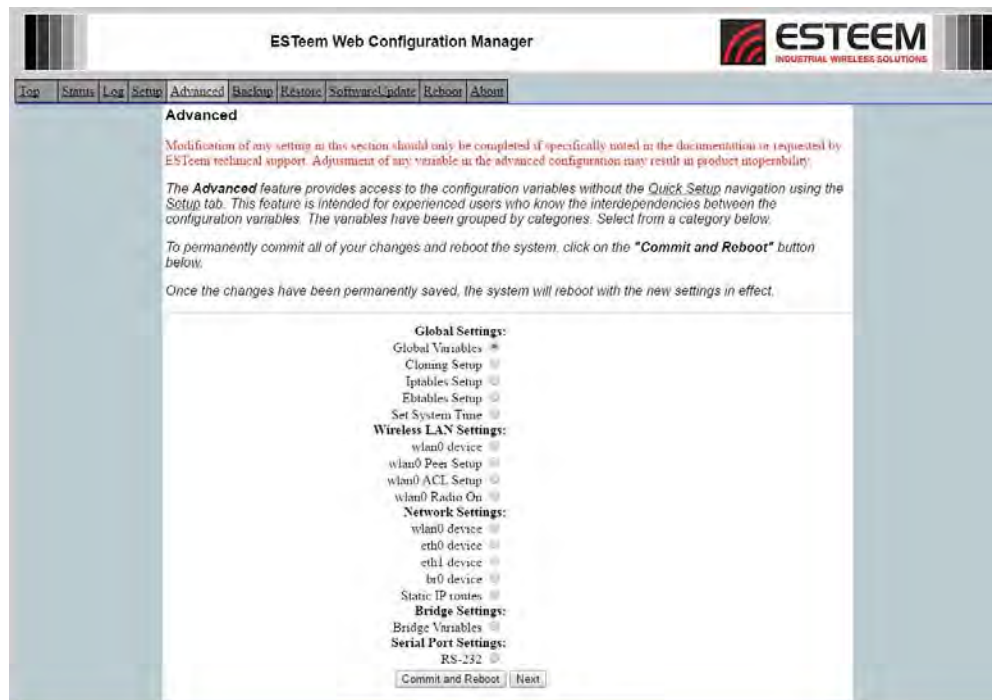 ESTeem Web Configuration Manager
ESTEEM
INDUSTRIAL WIRELESS SOLUTIONS
Top Status Log Setup Advanced Backup Restore SoftwareUpdate Reboot About
Advanced
Modification of any setting in this section should only be completed if specifically noted in the documentation or requested by
ESTeem technical support. Adjustment of any variable in the advanced configuration may result in product inoperability.
The Advanced feature provides access to the configuration variables without the Quick Setup navigation using the
Setup tab. This feature is intended for experienced users who know the interdependencies between the
configuration variables. The variables have been grouped by categories. Select from a category below.
To permanently commit all of your changes and reboot the system, click on the "Commit and Reboot" button
below.
Once the changes have been permanently saved, the system will reboot with the new settings in effect.
Global Settings:
Global Variables
Cloning Setup
Iptables Setup
Ebtables Setup
Set System Time
Wireless LAN Settings:
wlan0 device
wlan0 Peer Setup
wlan0 ACL Setup
wlan0 Radio On
Network Settings:
wlan0 device
eth0 device
eth1 device
br0 device
Static IP routes
Bridge Settings:
Bridge Variables
Serial Port Settings:
RS-232
Commit and Reboot Next